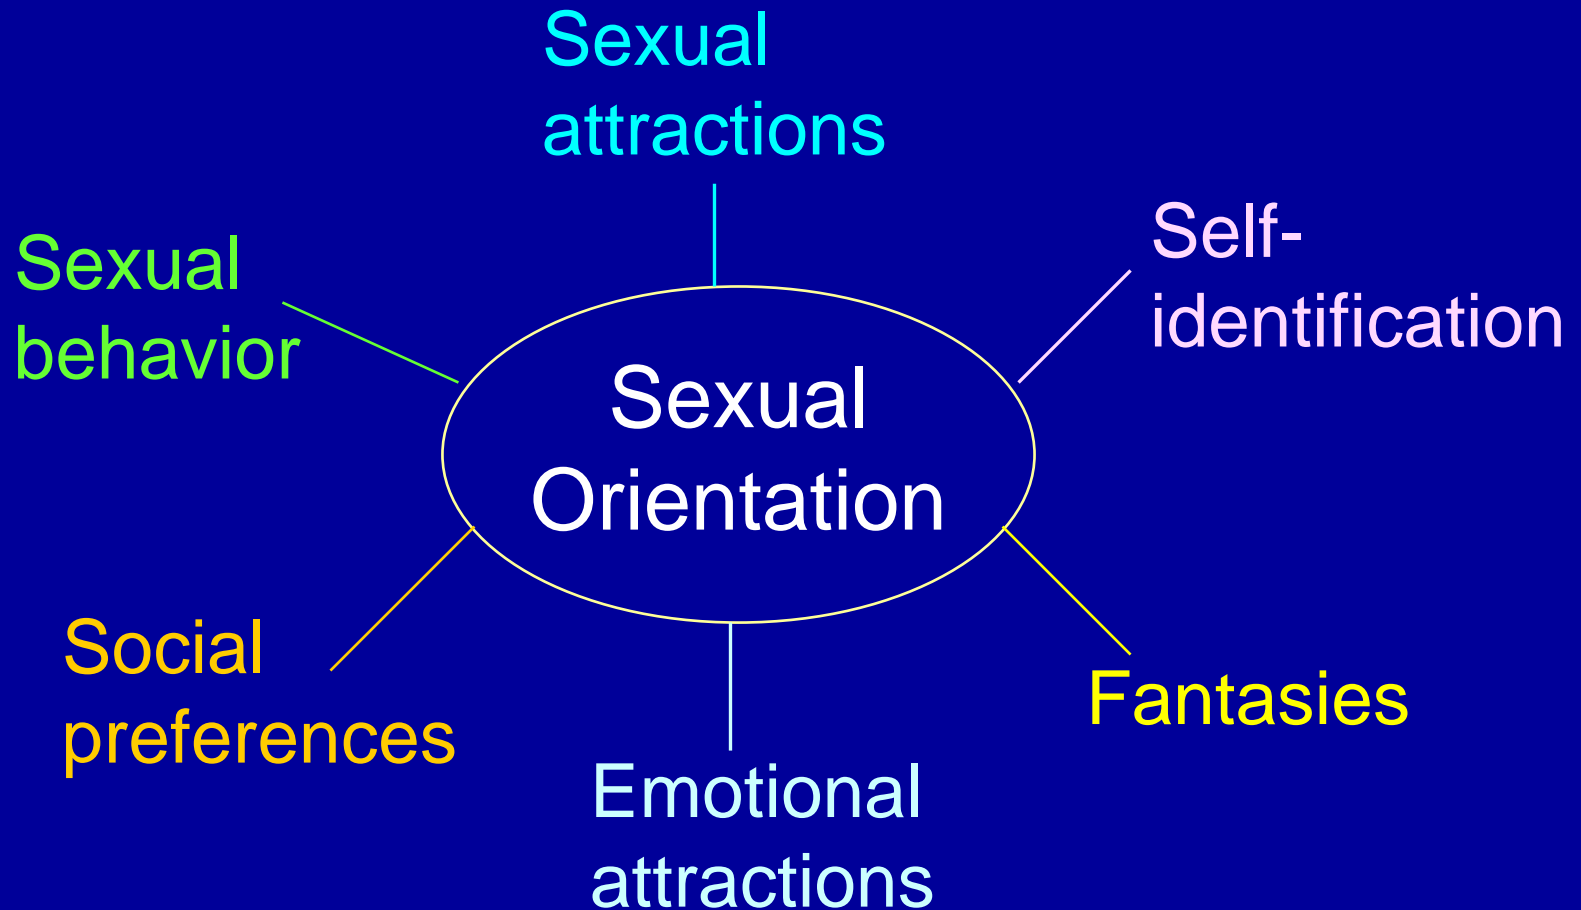 Sexual
attractions
Self-
identification
Sexual
behavior
Sexual
Orientation
Social
preferences
Fantasies
Emotional
attractions